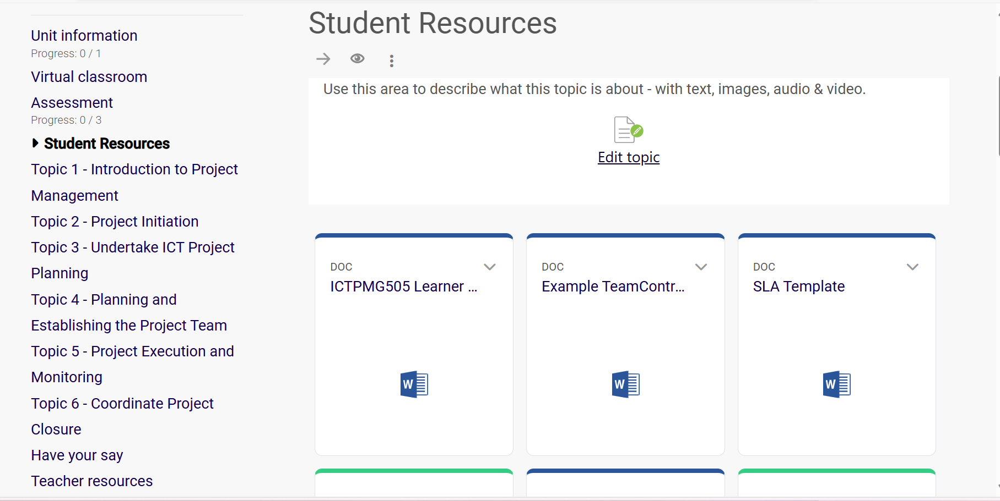 Unit information
Progress: 0 / 1
Virtual classroom
Assessment
Progress: 0 / 3
Student Resources
Topic 1 - Introduction to Project
Management
Topic 2 - Project Initiation
Topic 3 - Undertake ICT Project
Planning
Topic 4 - Planning and
Establishing the Project Team
Topic 5 - Project Execution and
Monitoring
Topic 6 - Coordinate Project
Closure
Have your say
Teacher resources
Student Resources
Use this area to describe what this topic is about - with text, images, audio & video.
Edit topic
DOC
ICTPMG505 Learner ...
W
DOC
Example TeamContr...
W
DOC
SLA Template
W